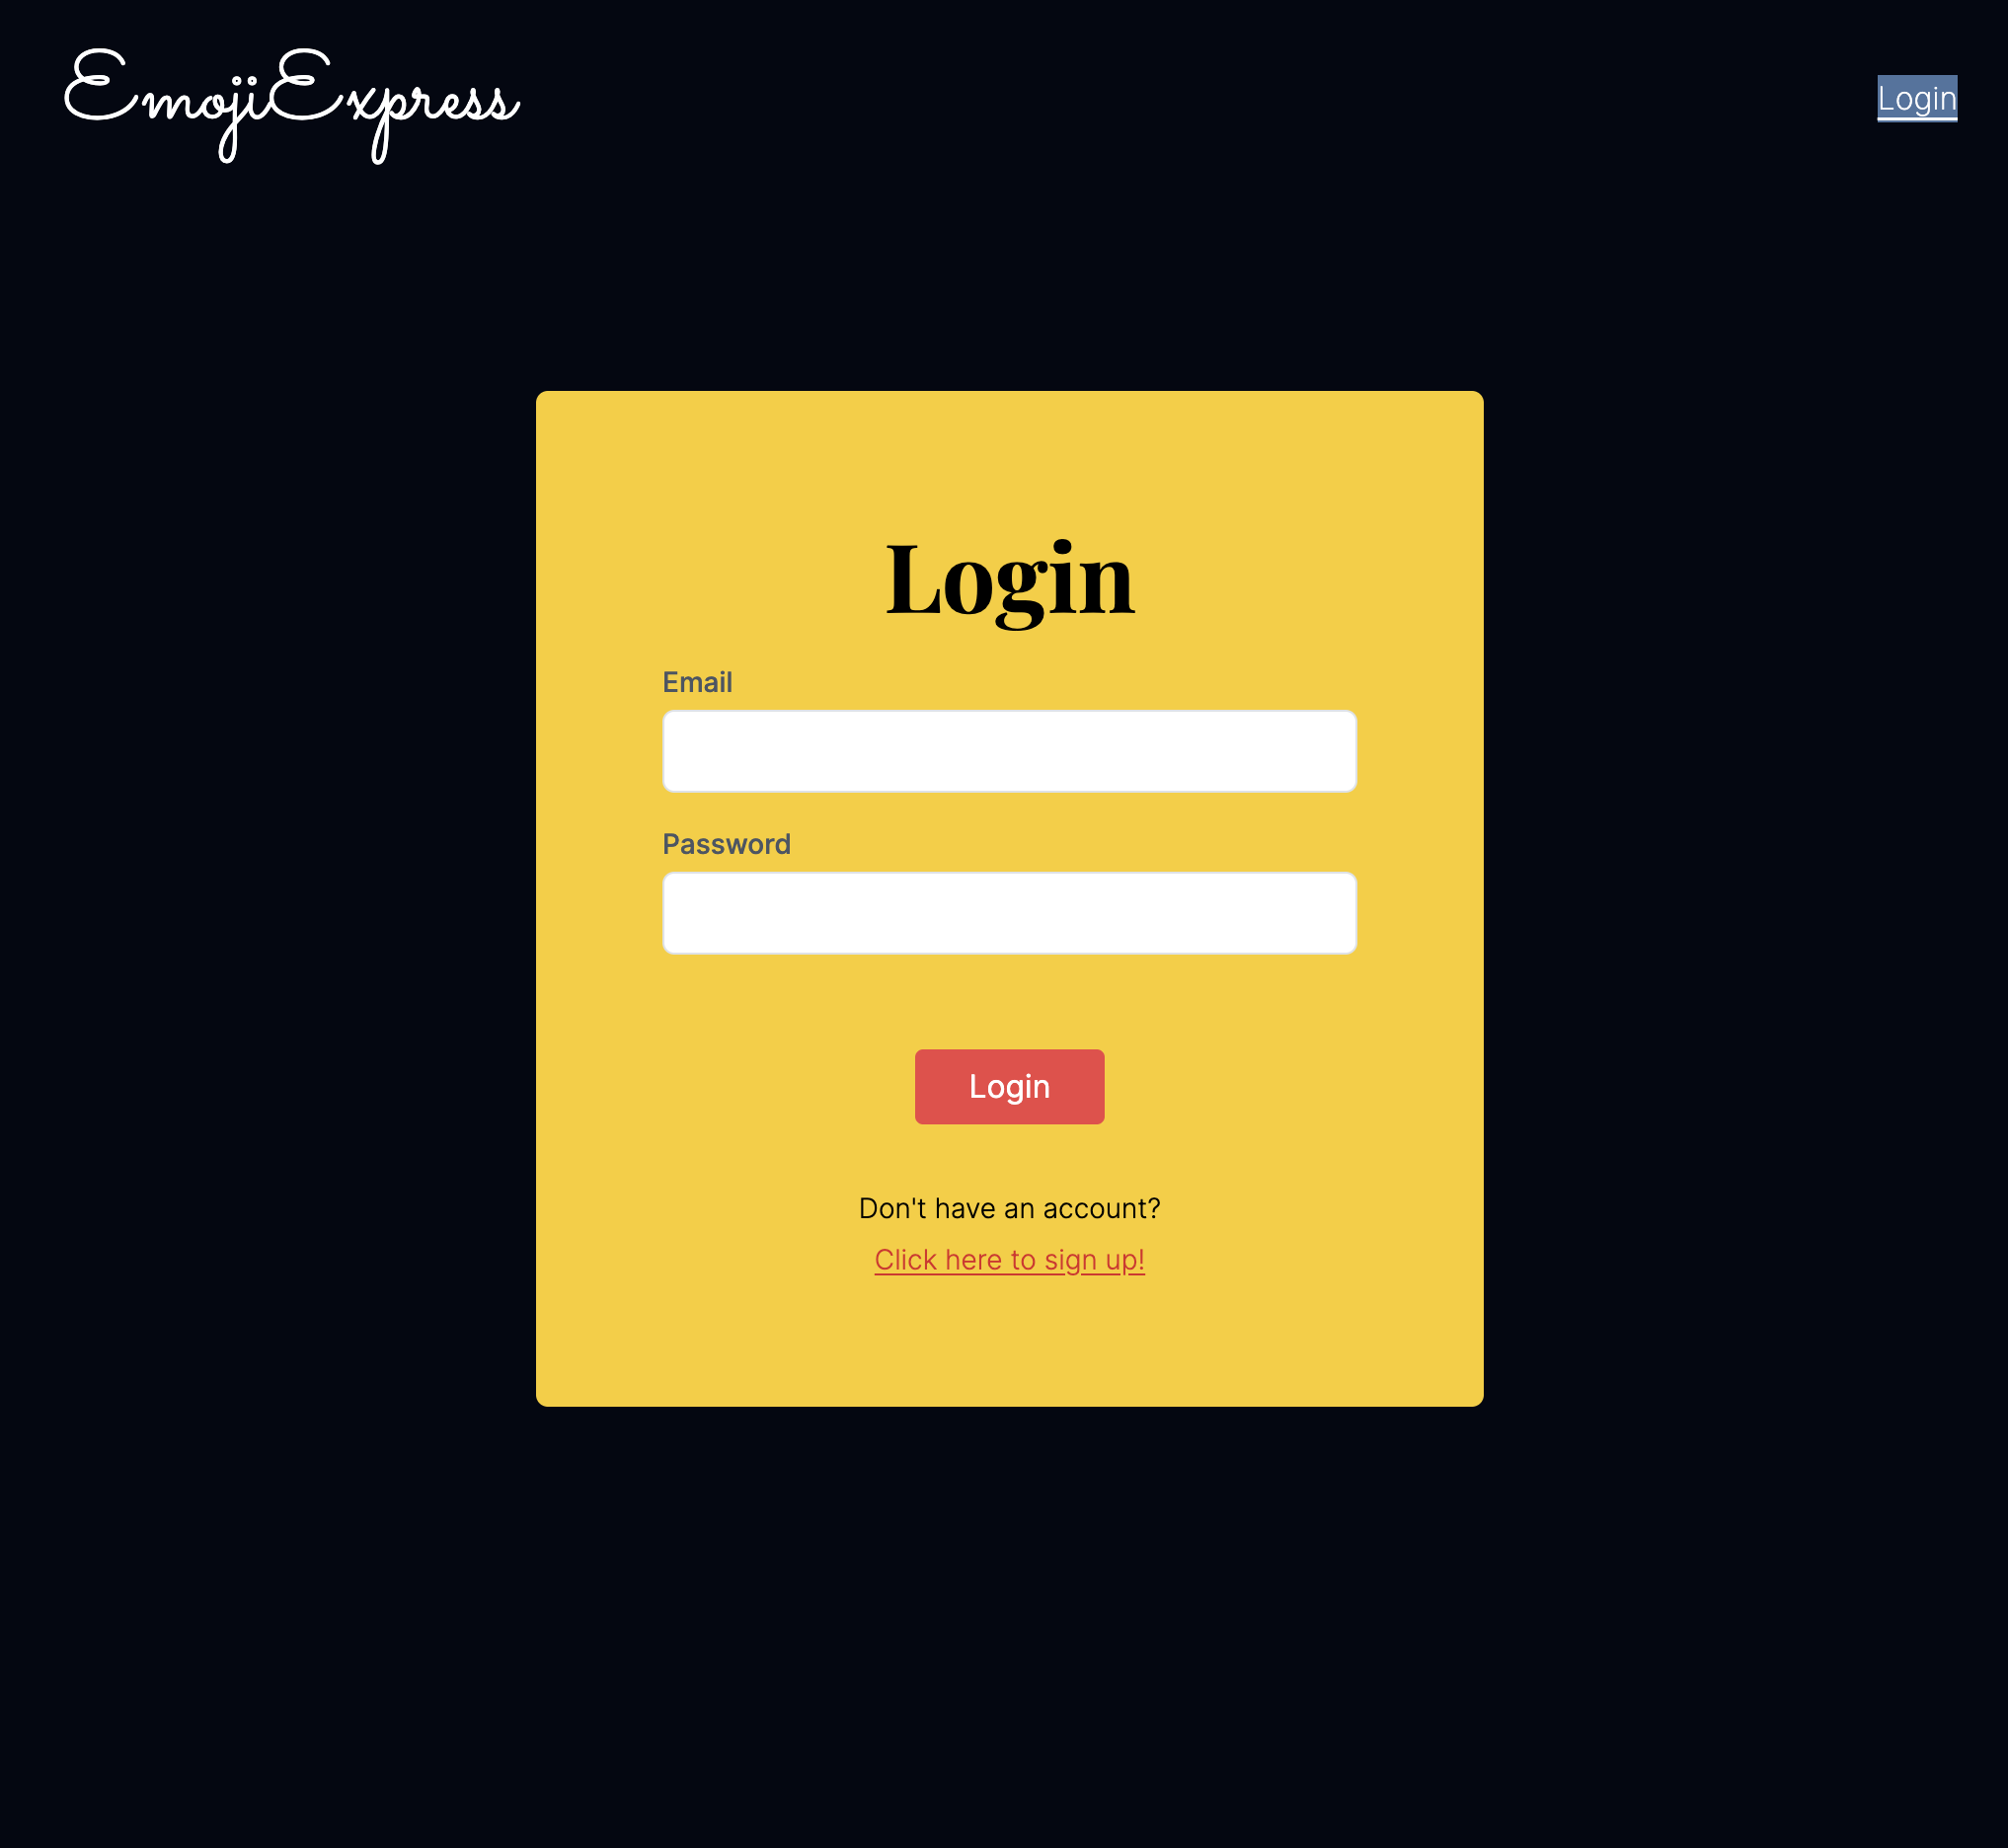 EmojiExpress
Login
Login
Email
Password
Login
Don't have an account?
Click here to sign up!